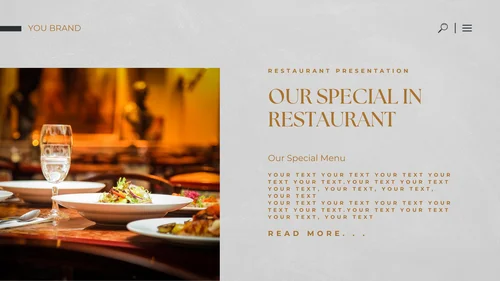 YOU BRAND
RESTAURANT PRESENTATION
OUR SPECIAL IN
RESTAURANT
Our Special Menu
YOUR TEXT YOUR TEXT YOUR TEXT YOUR
TEXT YOUR TEXT.YOUR TEXT YOUR TEXT
YOUR TEXT, YOUR TEXT, YOUR TEXT,
YOUR TEXT
YOUR TEXT YOUR TEXT YOUR TEXT YOUR
TEXT YOUR TEXT.YOUR TEXT YOUR TEXT
YOUR TEXT, YOUR TEXT
READ MORE. . .